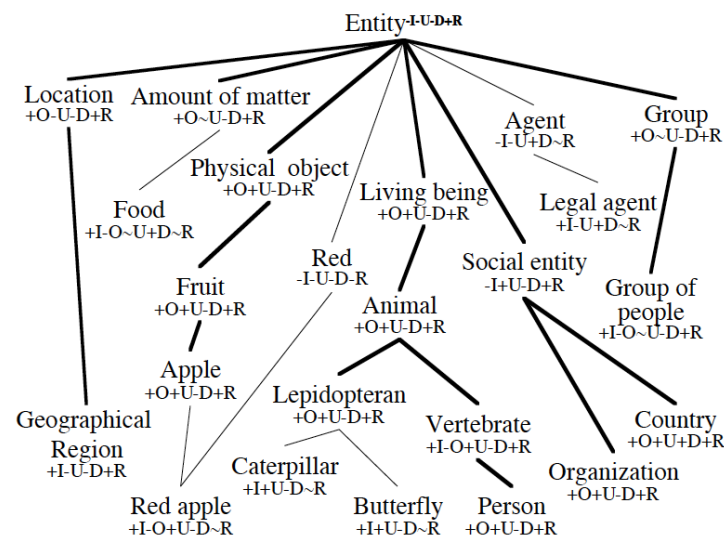 Entity-I-U-D+R
Location
+O-U-D+R
Amount of matter
+O~U-D+R
Agent
-I-U+D~R
Group
+O~U-D+R
Physical object
+O+U-D+R
Living being
+O+U-D+R
Legal agent
+I-U+D~R
Food
+I-O~U+D~R
Red
-I-U-D-R
Social entity
-I+U-D+R
Fruit
+O+U-D+R
Animal
+O+U-D+R
Group of
people
+I-O~U-D+R
Apple
+O+U-D+R
Lepidopteran
+O+U-D+R
Geographical
Region
+I-U-D+R
Vertebrate
+I-O+U-D+R
Country
+O+U+D+R
Caterpillar
+I+U-D~R
Organization
+O+U-D+R
Red apple
+I-O+U-D~R
Butterfly
+I+U-D~R
Person
+O+U-D+R